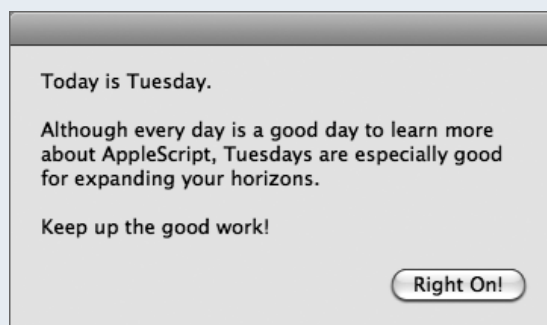 Today is Tuesday.
Although every day is a good day to learn more
about AppleScript, Tuesdays are especially good
for expanding your horizons.
Keep up the good work!
Right On!